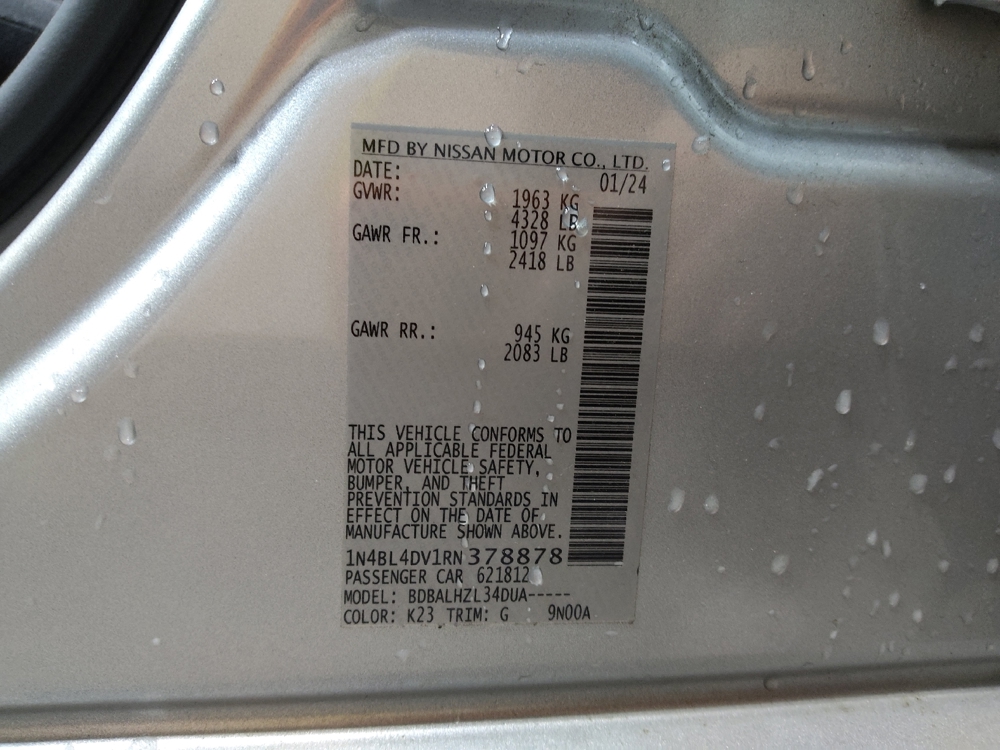 MFD BY NISSAN MOTOR CO., LTD.
DATE: 01/24
GVWR: 1963 KG
4328 LB
GAWR FR.: 1097 KG
2418 LB
GAWR RR.: 945 KG
2083 LB
THIS VEHICLE CONFORMS TO
ALL APPLICABLE FEDERAL
MOTOR VEHICLE SAFETY,
BUMPER, AND THEFT
PREVENTION STANDARDS IN
EFFECT ON THE DATE OF
MANUFACTURE SHOWN ABOVE.
1N4BL4DV1RN378878
PASSENGER CAR 621812
MODEL: BDBALHZL34DUA-----
COLOR: K23 TRIM: G 9N00A